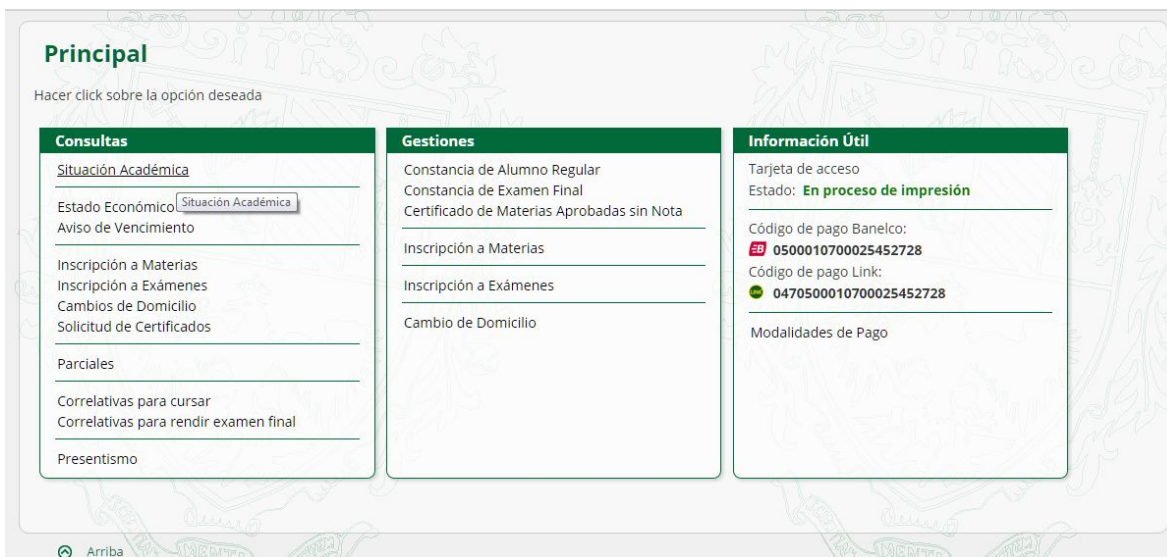 Principal
Hacer click sobre la opción deseada
Consultas
Situación Académica
Situación Académica
Estado Económico
Aviso de Vencimiento
Inscripción a Materias
Inscripción a Exámenes
Cambios de Domicilio
Solicitud de Certificados
Parciales
Correlativas para cursar
Correlativas para rendir examen final
Presentismo
Gestiones
Constancia de Alumno Regular
Constancia de Examen Final
Certificado de Materias Aprobadas sin Nota
Inscripción a Materias
Inscripción a Exámenes
Cambio de Domicilio
Información Útil
Tarjeta de acceso
Estado: En proceso de impresión
Código de pago Banelco:
0500010700025452728
Código de pago Link:
LINK
0470500010700025452728
Modalidades de Pago
Arriba